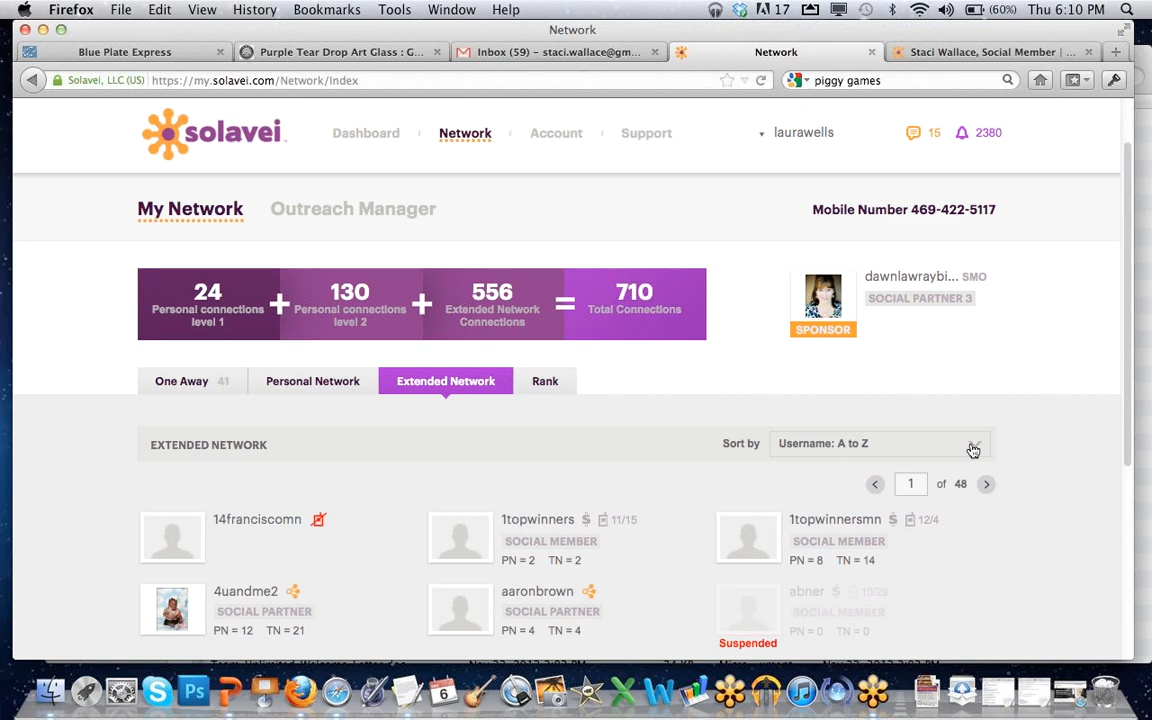 Firefox File Edit View History Bookmarks Tools Window Help 17 (60%) Thu 6:10 PM
Network
Blue Plate Express Purple Tear Drop Art Glass : G... Inbox (59) – staci.wallace@gm... Network Staci Wallace, Social Member | ...
Solavei, LLC (US) https://my.solavei.com/Network/Index piggy games
solavei Dashboard Network Account Support laurawells 15 2380
My Network Outreach Manager Mobile Number 469-422-5117
24 + 130 + 556 = 710
Personal connections level 1 Personal connections level 2 Extended Network Connections Total Connections
dawnlawraybi... SMO
SOCIAL PARTNER 3
SPONSOR
One Away 41 Personal Network Extended Network Rank
EXTENDED NETWORK Sort by Username: A to Z
1 of 48
14franciscomn 1topwinners $ 11/15 1topwinnersmn $ 12/4
SOCIAL MEMBER SOCIAL MEMBER
PN = 2 TN = 2 PN = 8 TN = 14
4uandme2 aaronbrown abner $ 10/29
SOCIAL PARTNER SOCIAL PARTNER SOCIAL MEMBER
PN = 12 TN = 21 PN = 4 TN = 4 PN = 0 TN = 0
Suspended